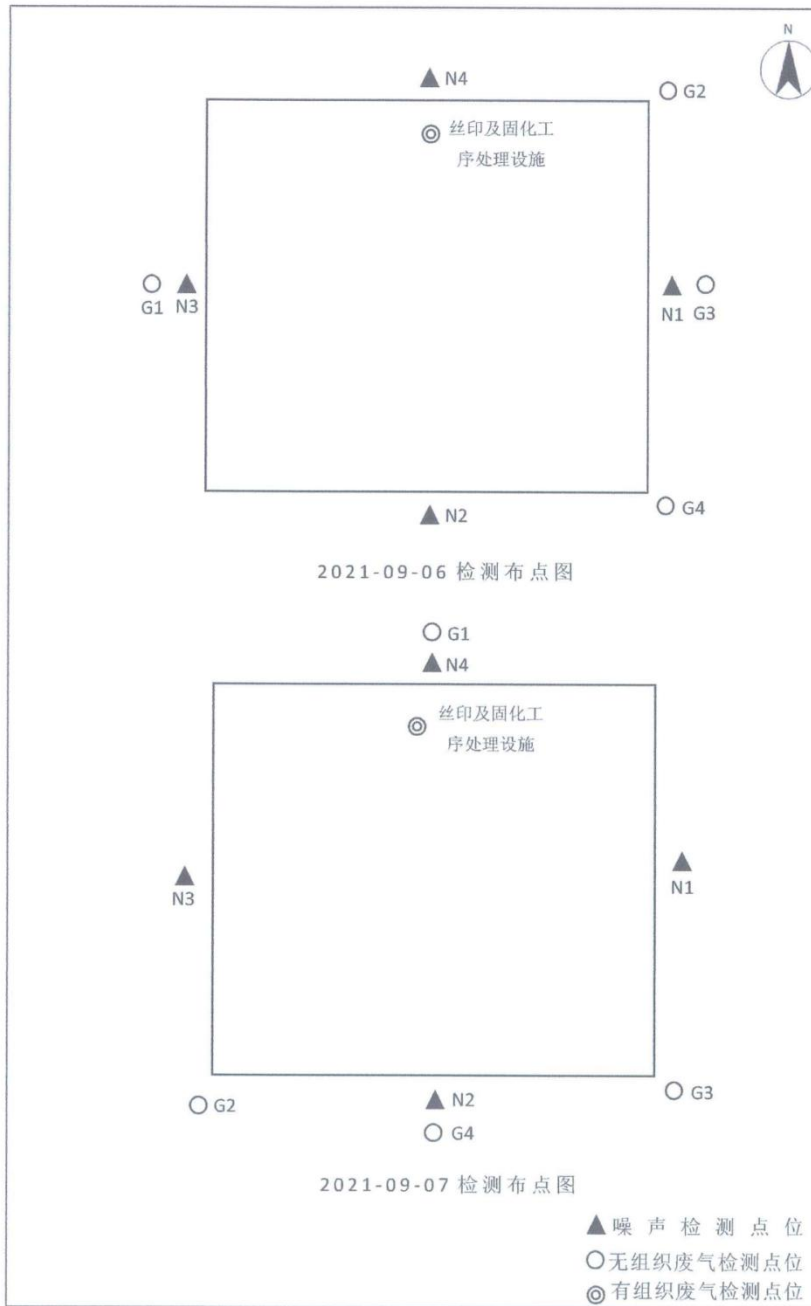 N
N4
G2
丝印及固化工
序处理设施
G1 N3
N1 G3
N2
G4
2021-09-06 检测布点图
G1
N4
丝印及固化工
序处理设施
N3
N1
G2
N2
G3
G4
2021-09-07 检测布点图
噪声检测点位
无组织废气检测点位
有组织废气检测点位